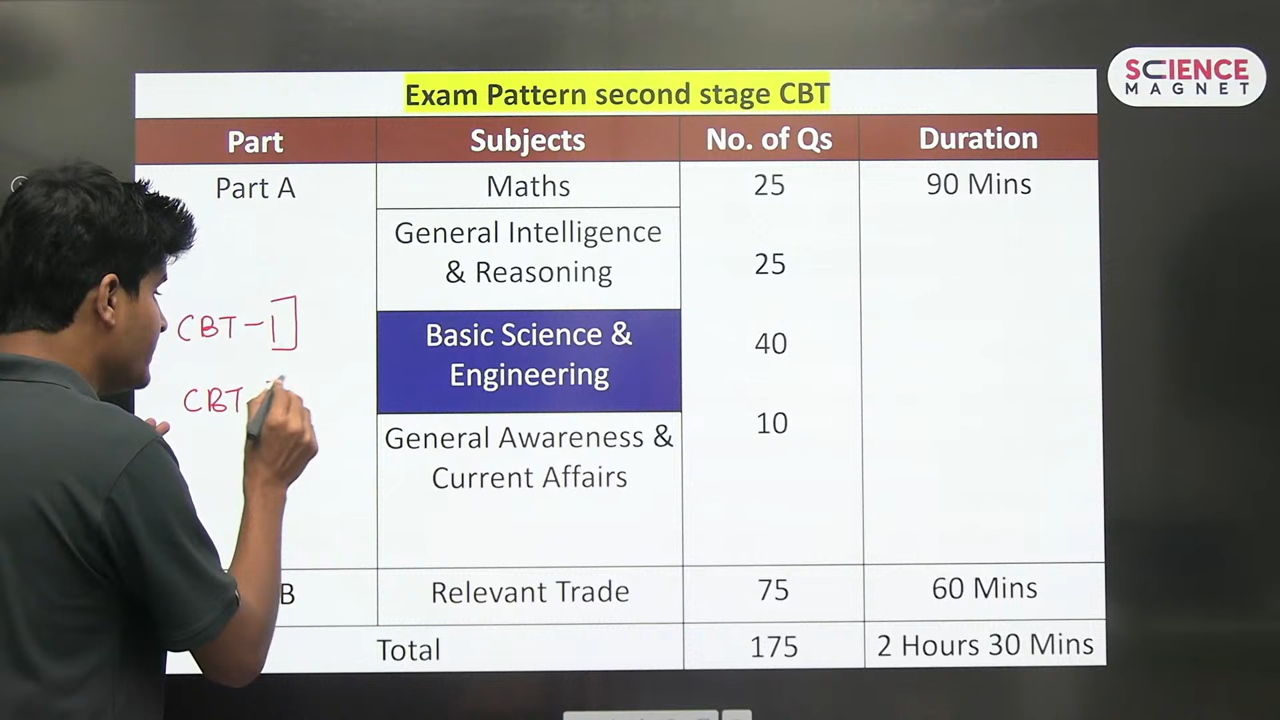 SCIENCE
MAGNET
Exam Pattern second stage CBT
Part Subjects No. of Qs Duration
Part A Maths 25 90 Mins
General Intelligence
& Reasoning
25
CBT-1]
Basic Science &
Engineering
40
CBT
General Awareness &
Current Affairs
10
B Relevant Trade 75 60 Mins
Total 175 2 Hours 30 Mins